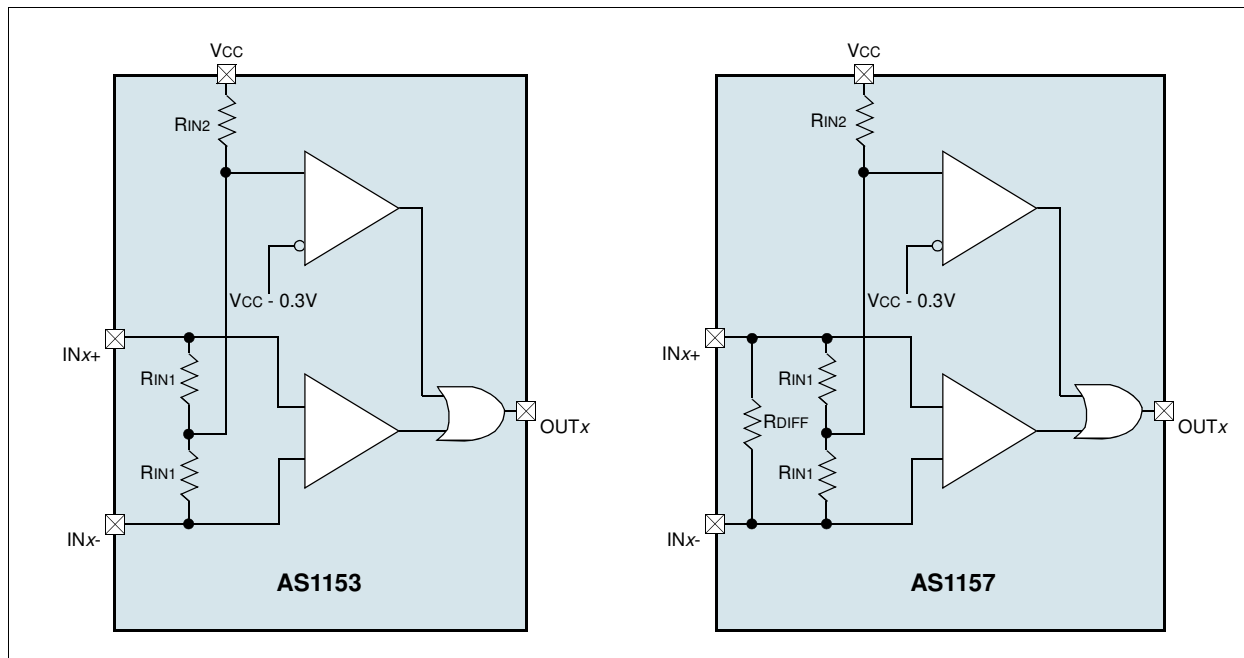 VCC
RIN2
VCC - 0.3V
INx+
RIN1
RIN1
INx-
OUTx
AS1153
VCC
RIN2
VCC - 0.3V
INx+
RIN1
RDIFF
RIN1
INx-
OUTx
AS1157